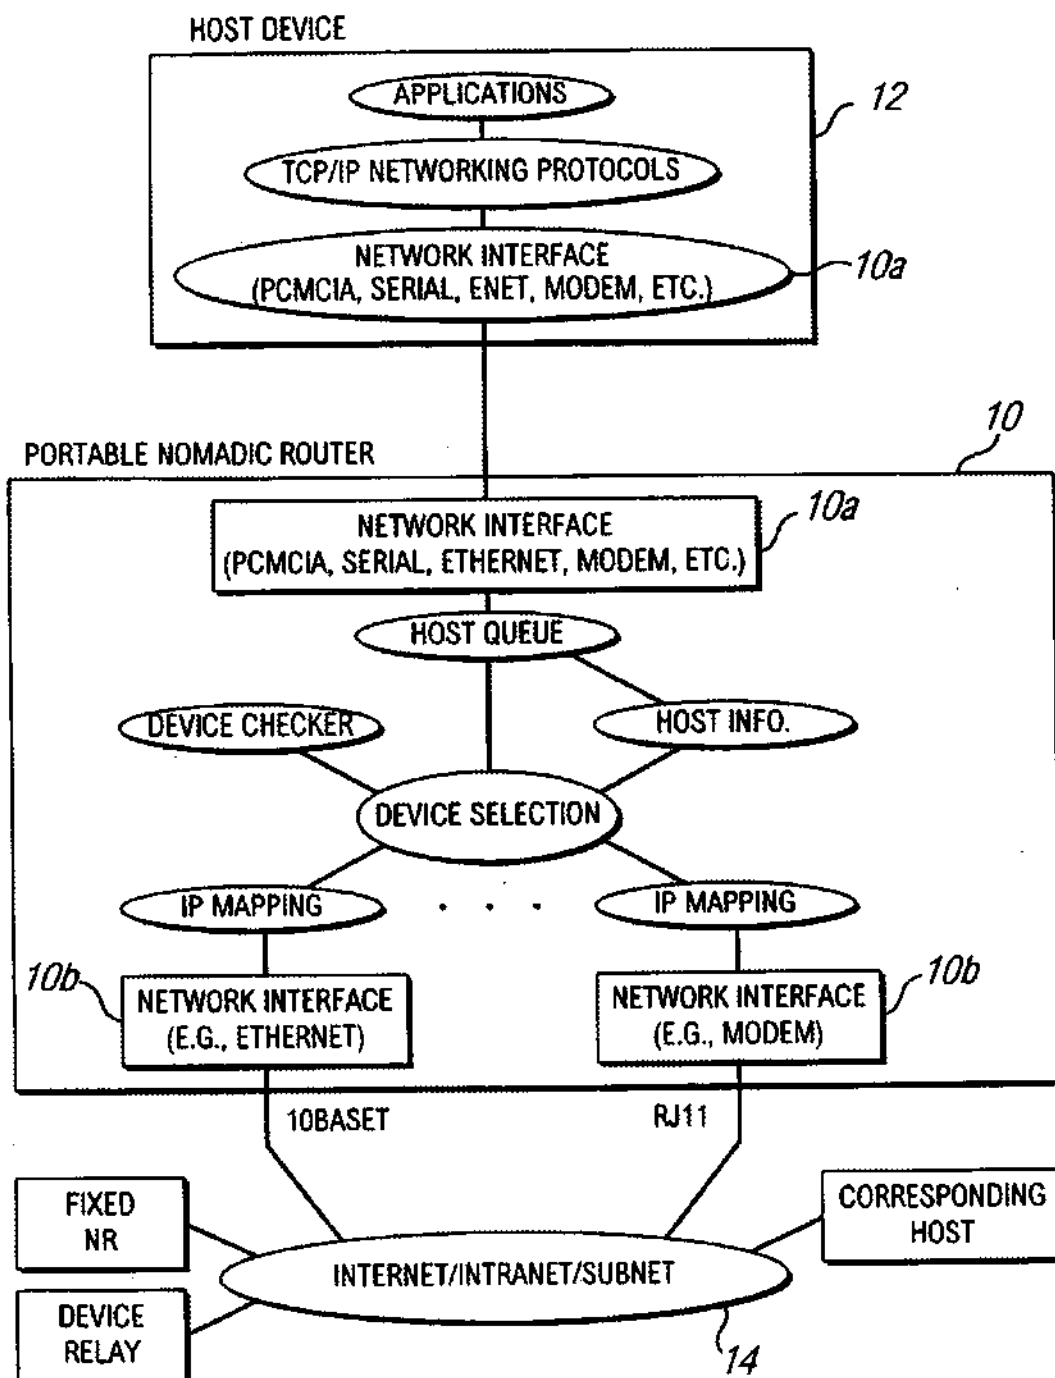 HOST DEVICE
APPLICATIONS
12
TCP/IP NETWORKING PROTOCOLS
NETWORK INTERFACE
(PCMCIA, SERIAL, ENET, MODEM, ETC.)
10a
10
PORTABLE NOMADIC ROUTER
NETWORK INTERFACE
(PCMCIA, SERIAL, ETHERNET, MODEM, ETC.)
10a
HOST QUEUE
DEVICE CHECKER
HOST INFO.
DEVICE SELECTION
IP MAPPING
. . .
IP MAPPING
10b
NETWORK INTERFACE
(E.G., ETHERNET)
NETWORK INTERFACE
(E.G., MODEM)
10b
10BASET
RJ11
FIXED
NR
CORRESPONDING
HOST
INTERNET/INTRANET/SUBNET
DEVICE
RELAY
14